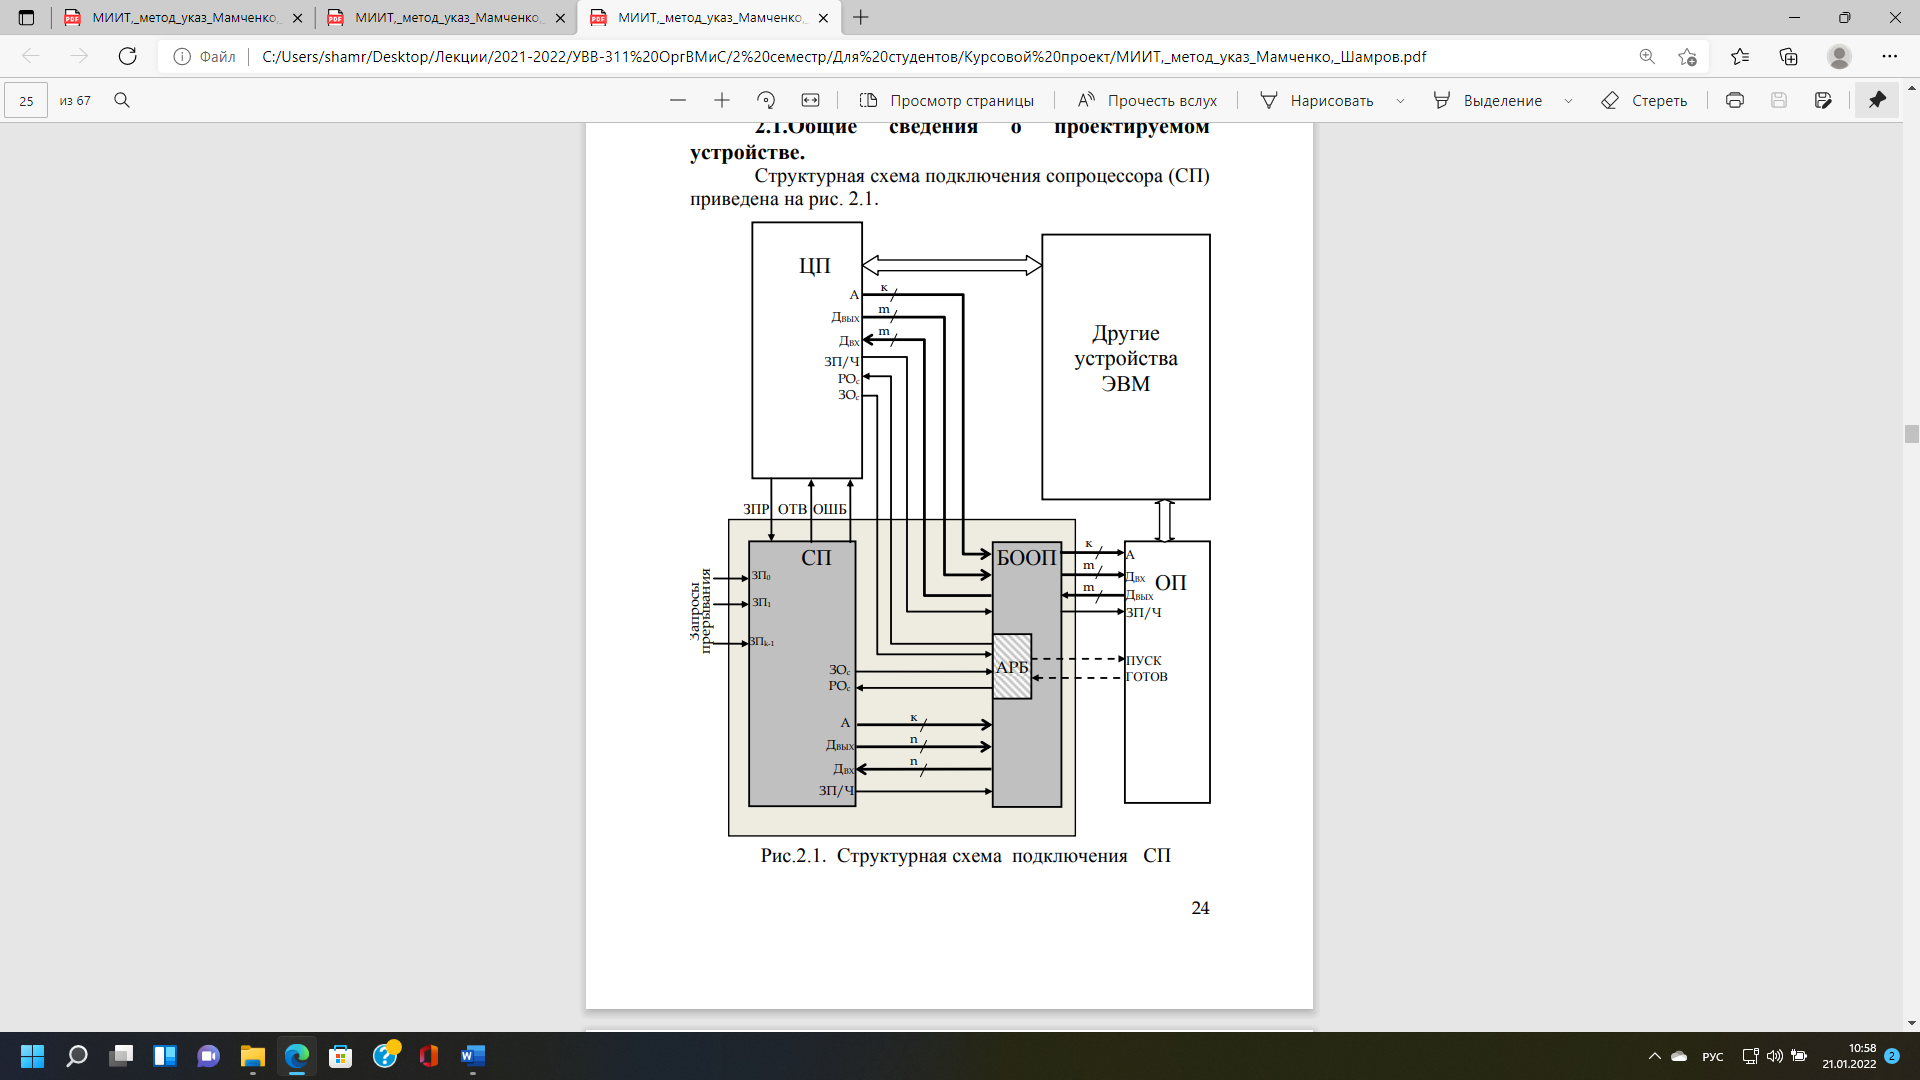 МИИТ,_метод_указ_Мамченко,_
МИИТ,_метод_указ_Мамченко,_
МИИТ,_метод_указ_Мамченко,_
Файл
C:/Users/shamr/Desktop/Лекции/2021-2022/УВВ-311%20ОргВМиС/2%20семестр/Для%20студентов/Курсовой%20проект/МИИТ,_метод_указ_Мамченко,_Шамров.pdf
25 из 67
Просмотр страницы
Прочесть вслух
Нарисовать
Выделение
Стереть
2.1.Общие сведения о проектируемом
устройстве.
Структурная схема подключения сопроцессора (СП)
приведена на рис. 2.1.
ЦП
А
к
Двых
m
Двх
m
ЗП/Ч
РОс
ЗОс
Другие
устройства
ЭВМ
ЗПР ОТВ ОШБ
Запросы
прерывания
СП
ЗП0
ЗП1
ЗПк-1
ЗОс
РОс
А
к
Двых
n
Двх
n
ЗП/Ч
БООП
АРБ
к
m
m
ОП
А
Двх
Двых
ЗП/Ч
ПУСК
ГОТОВ
Рис.2.1. Структурная схема подключения СП
24
РУС
10:58
21.01.2022
2